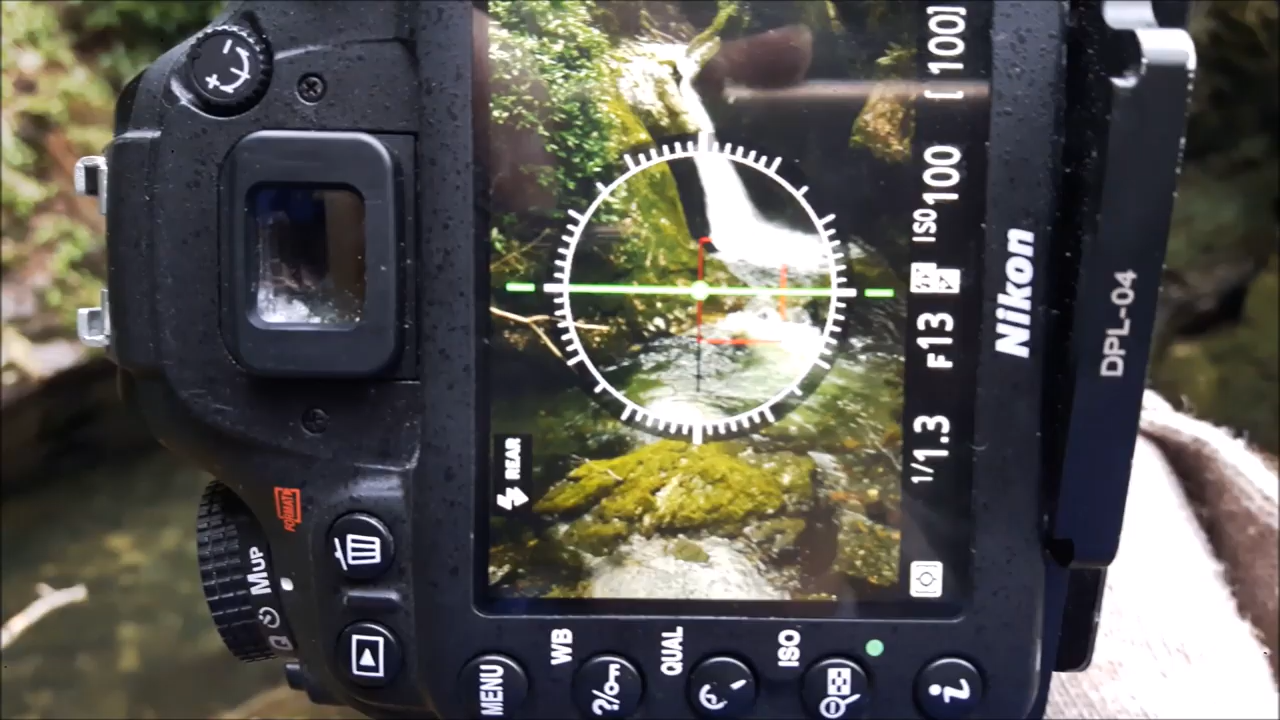 [ 100]
ISO 100
F13
1/1.3
REAR
Nikon
DPL-04
FORMAT
MUP
Q
MENU
WB
?
QUAL
ISO
i